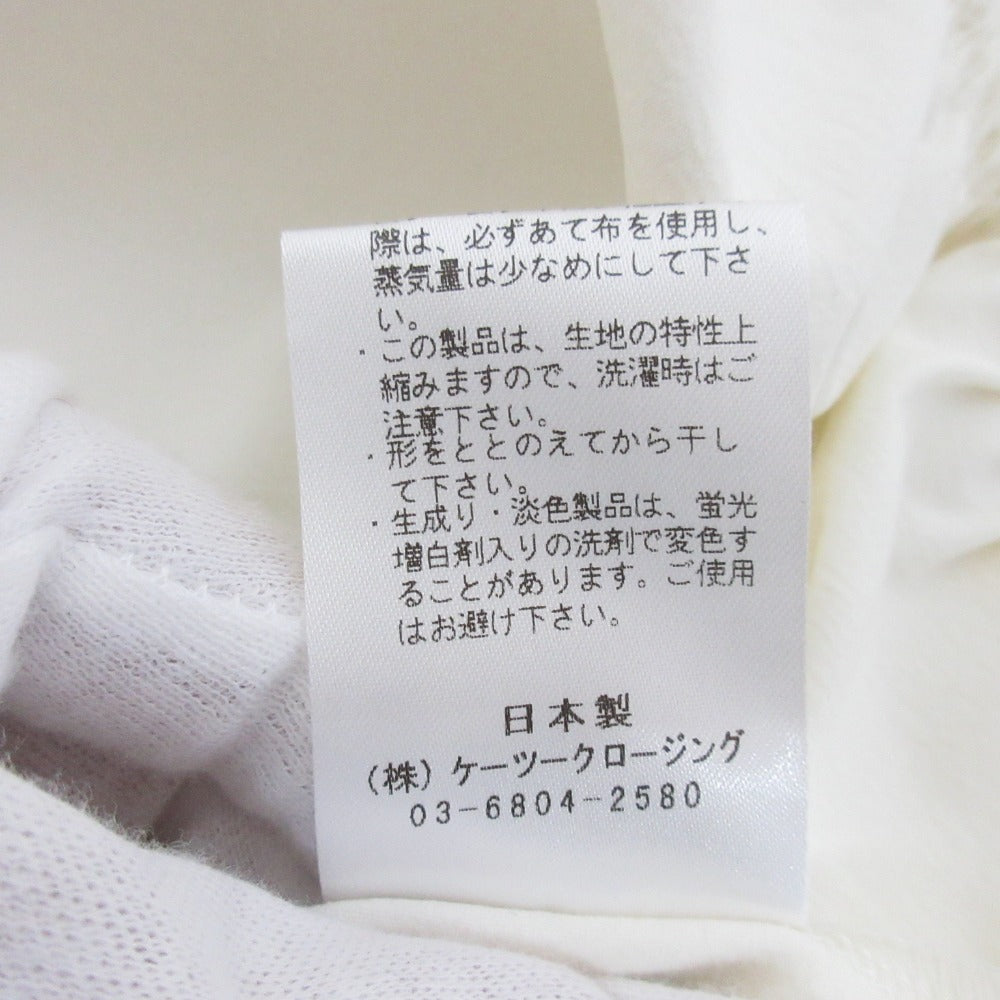 際は、必ずあて布を使用し、
蒸気量は少なめにして下さ
い。
・この製品は、生地の特性上
縮みますので、洗濯時はご
注意下さい。
・形をととのえてから干し
て下さい。
・生成り・淡色製品は、蛍光
増白剤入りの洗剤で変色す
ることがあります。ご使用
はお避け下さい。
日本製
(株)ケーツークロージング
03-6804-2580